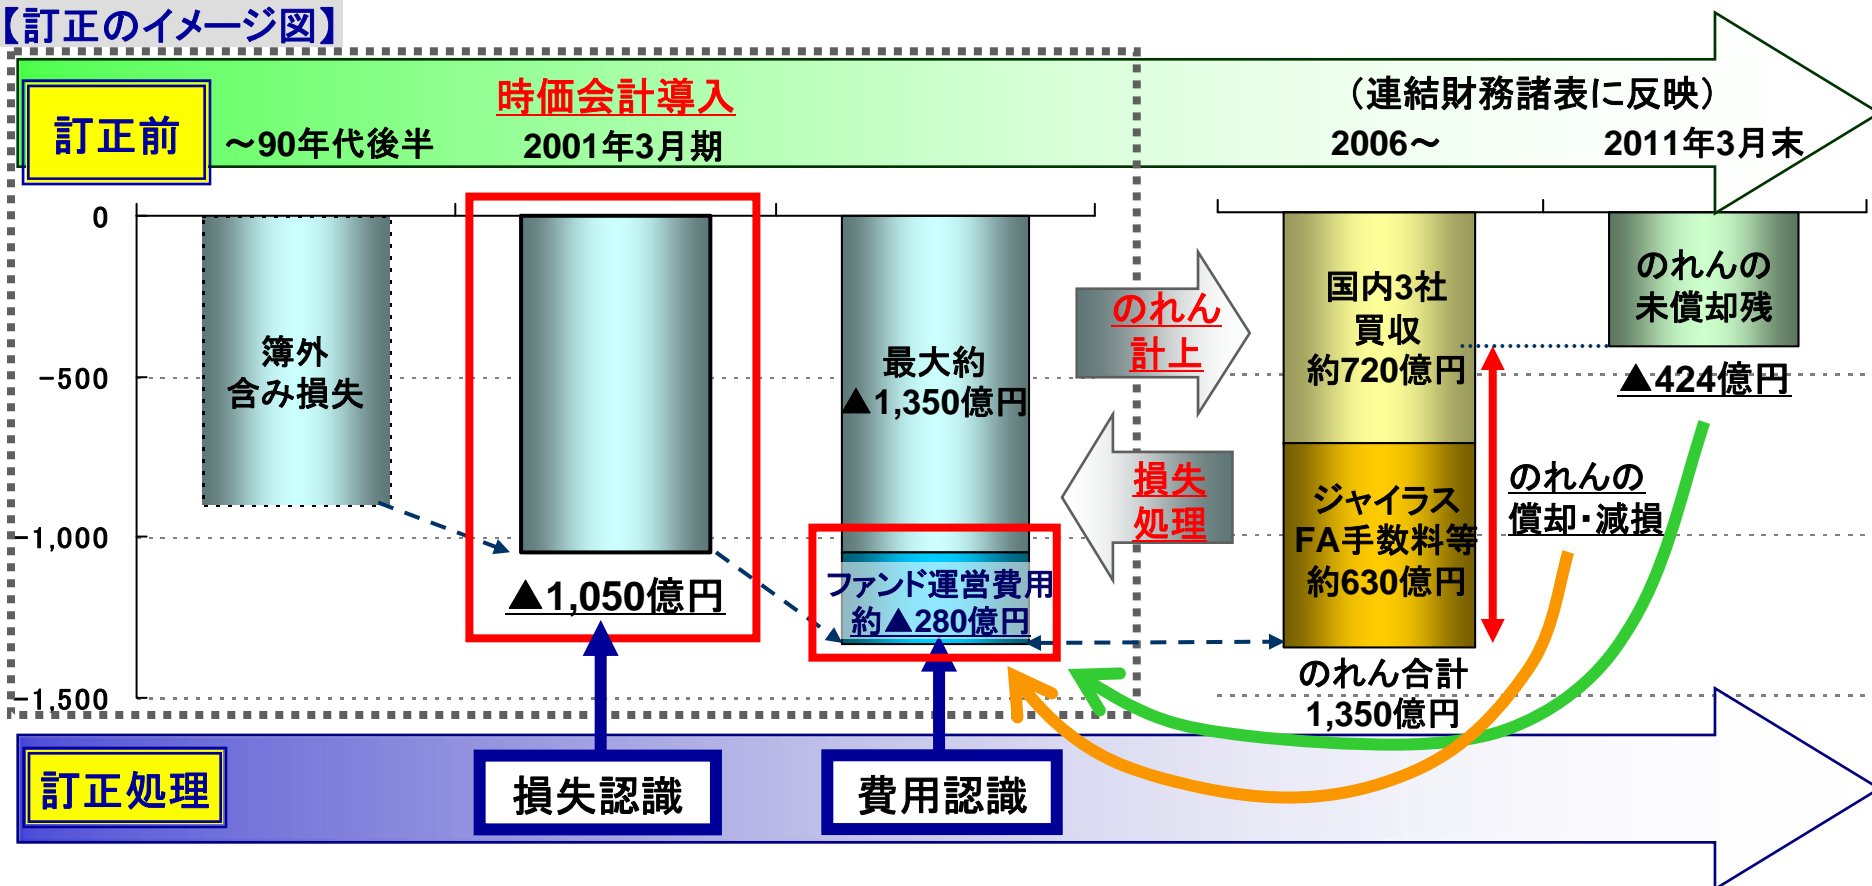 【訂正のイメージ図】
訂正前
～90年代後半
時価会計導入
2001年3月期
（連結財務諸表に反映）
2006～
2011年3月末
0
−500
−1,000
−1,500
簿外
含み損失
▲1,050億円
最大約
▲1,350億円
ファンド運営費用
約▲280億円
のれん
計上
損失
処理
国内3社
買収
約720億円
ジャイラス
FA手数料等
約630億円
のれん合計
1,350億円
のれんの
未償却残
▲424億円
のれんの
償却・減損
訂正処理
損失認識
費用認識